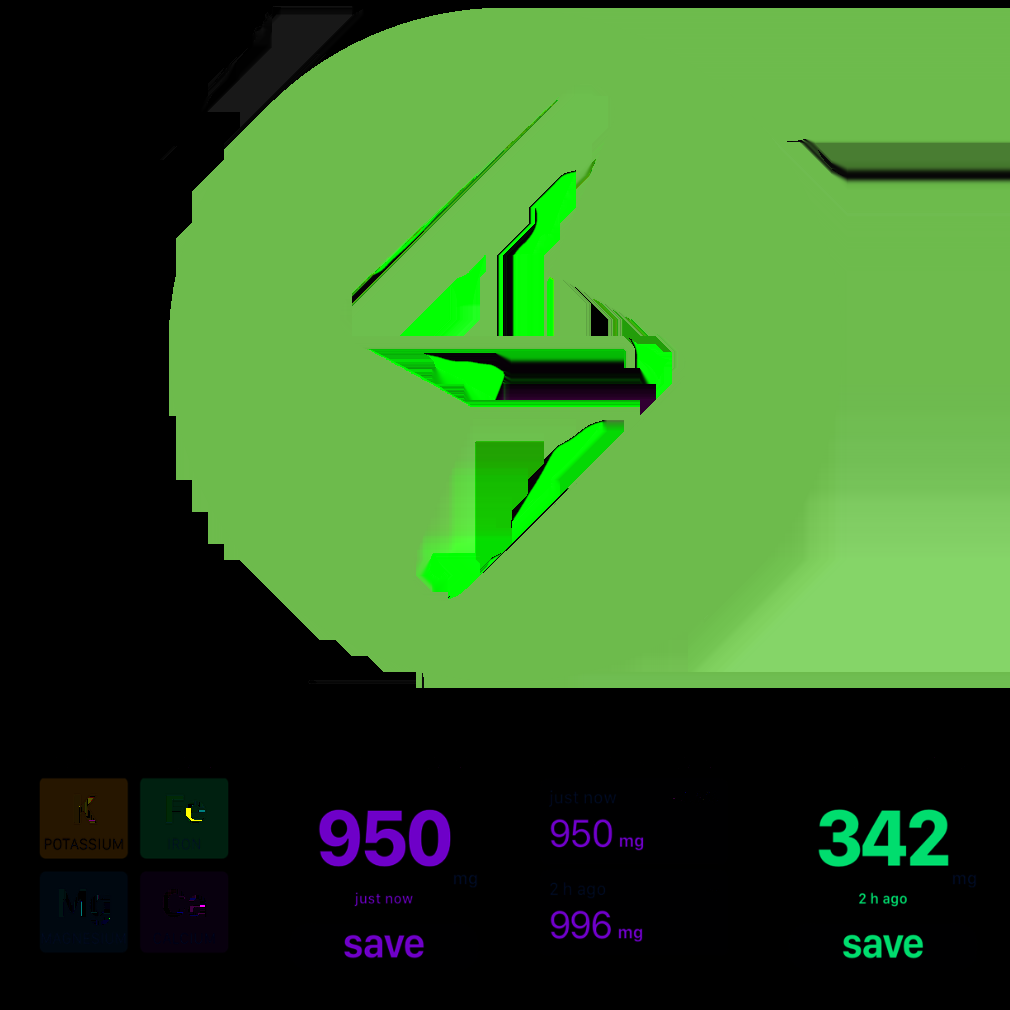 K
Fe
POTASSIUM
IRON
Mg
Ca
950
mg
just now
save
just now
950 mg
2 h ago
996 mg
342
mg
2 h ago
save